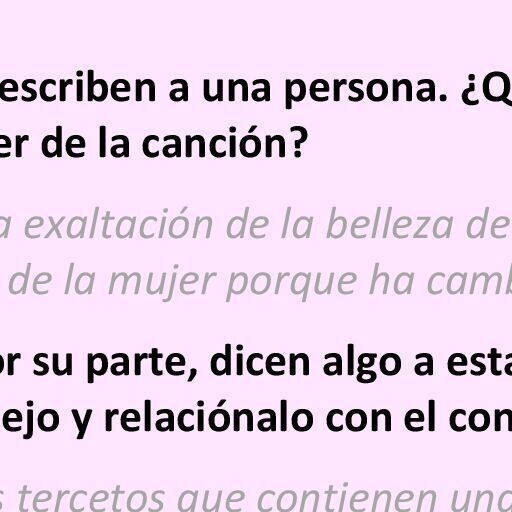 escriben a una persona. ¿Q
er de la canción?
a exaltación de la belleza de
de la mujer porque ha camb
or su parte, dicen algo a esta
ejo y relaciónalo con el con
s tercetos que contienen una